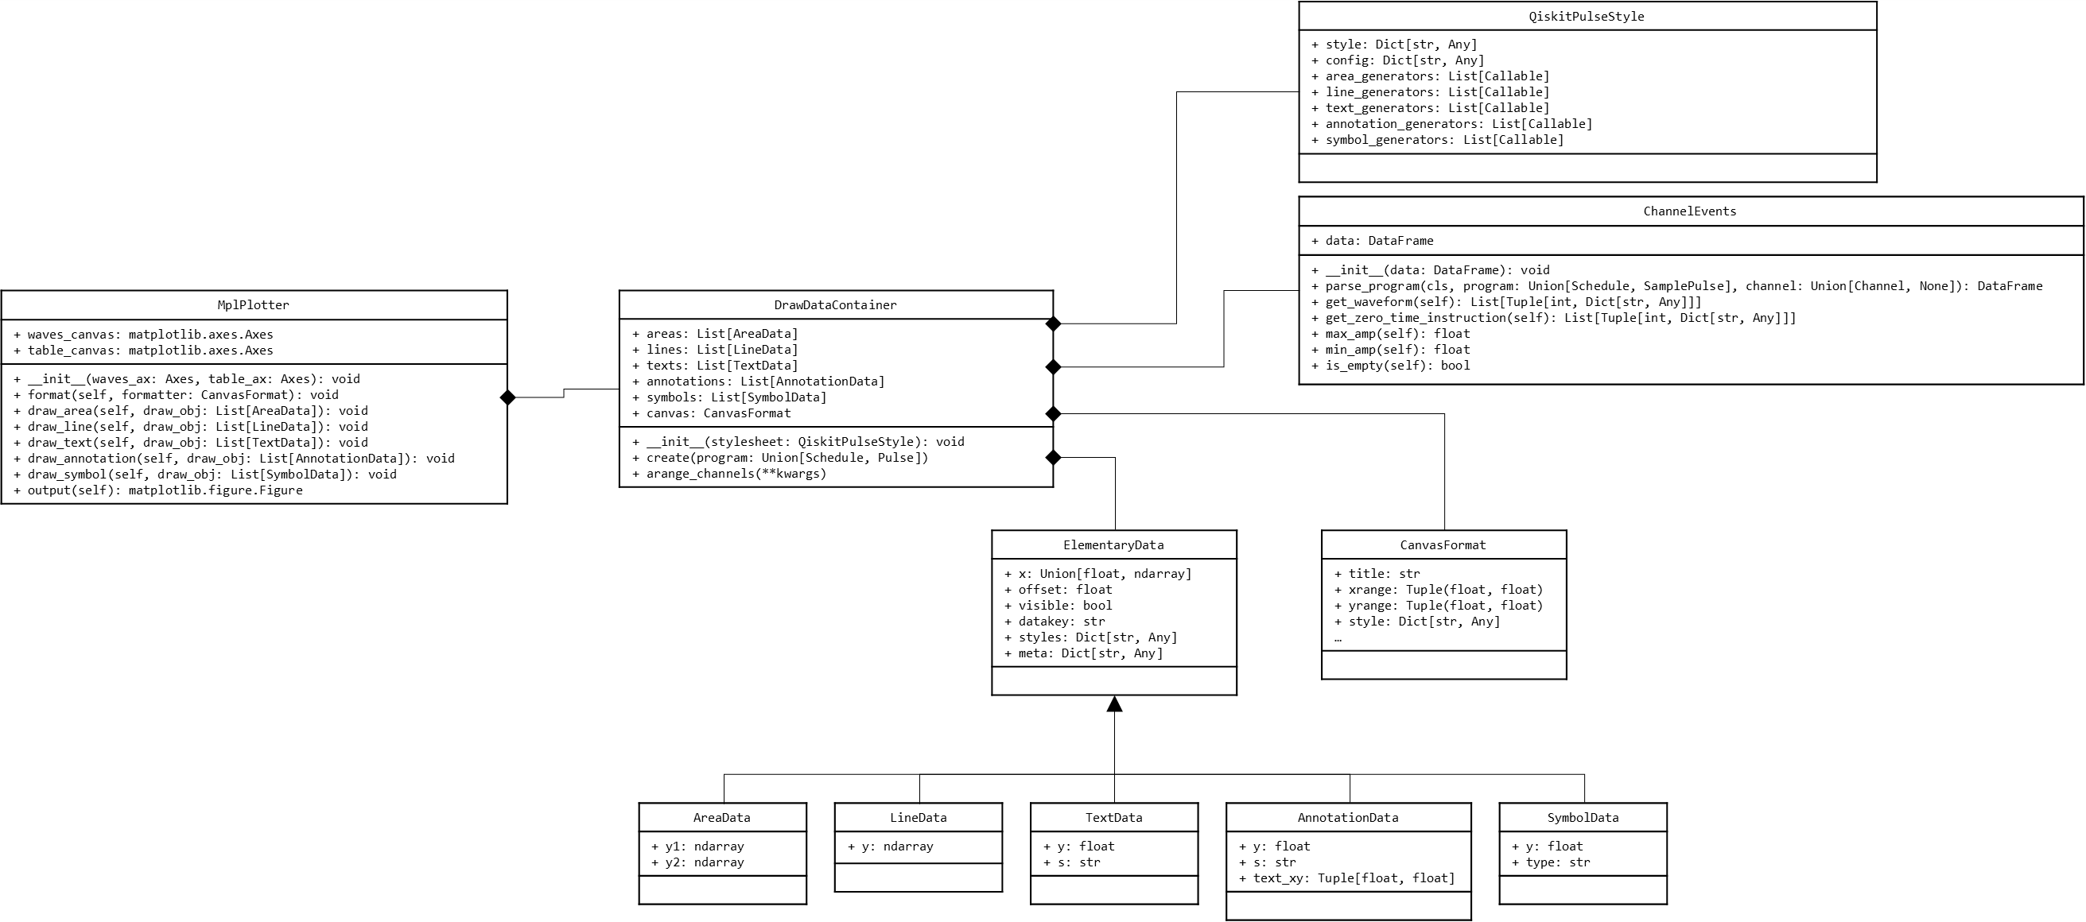 QiskitPulseStyle
+ style: Dict[str, Any]
+ config: Dict[str, Any]
+ area_generators: List[Callable]
+ line_generators: List[Callable]
+ text_generators: List[Callable]
+ annotation_generators: List[Callable]
+ symbol_generators: List[Callable]
ChannelEvents
+ data: DataFrame
+ __init__(data: DataFrame): void
+ parse_program(cls, program: Union[Schedule, SamplePulse], channel: Union[Channel, None]): DataFrame
+ get_waveform(self): List[Tuple[int, Dict[str, Any]]]
+ get_zero_time_instruction(self): List[Tuple[int, Dict[str, Any]]]
+ max_amp(self): float
+ min_amp(self): float
+ is_empty(self): bool
MplPlotter
+ waves_canvas: matplotlib.axes.Axes
+ table_canvas: matplotlib.axes.Axes
+ __init__(waves_ax: Axes, table_ax: Axes): void
+ format(self, formatter: CanvasFormat): void
+ draw_area(self, draw_obj: List[AreaData]): void
+ draw_line(self, draw_obj: List[LineData]): void
+ draw_text(self, draw_obj: List[TextData]): void
+ draw_annotation(self, draw_obj: List[AnnotationData]): void
+ draw_symbol(self, draw_obj: List[SymbolData]): void
+ output(self): matplotlib.figure.Figure
DrawDataContainer
+ areas: List[AreaData]
+ lines: List[LineData]
+ texts: List[TextData]
+ annotations: List[AnnotationData]
+ symbols: List[SymbolData]
+ canvas: CanvasFormat
+ __init__(stylesheet: QiskitPulseStyle): void
+ create(program: Union[Schedule, Pulse])
+ arange_channels(**kwargs)
ElementaryData
+ x: Union[float, ndarray]
+ offset: float
+ visible: bool
+ datakey: str
+ styles: Dict[str, Any]
+ meta: Dict[str, Any]
CanvasFormat
+ title: str
+ xrange: Tuple(float, float)
+ yrange: Tuple(float, float)
+ style: Dict[str, Any]
…
AreaData
+ y1: ndarray
+ y2: ndarray
LineData
+ y: ndarray
TextData
+ y: float
+ s: str
AnnotationData
+ y: float
+ s: str
+ text_xy: Tuple[float, float]
SymbolData
+ y: float
+ type: str